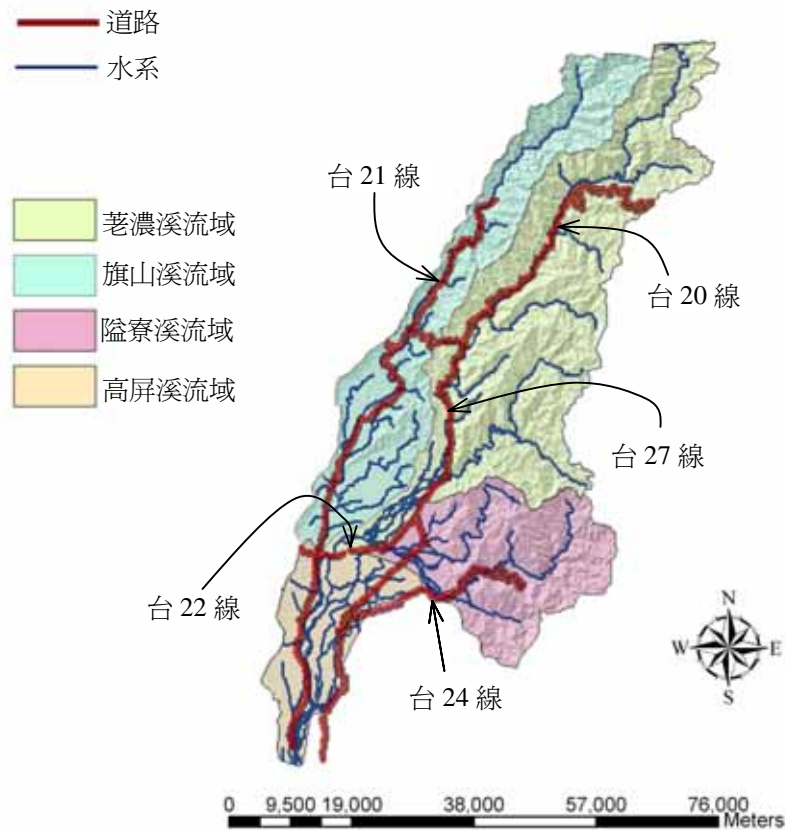 道路
水系
荖濃溪流域
旗山溪流域
隘寮溪流域
高屏溪流域
台 21 線
台 20 線
台 27 線
台 22 線
台 24 線
N
W E
S
0 9,500 19,000 38,000 57,000 76,000
Meters